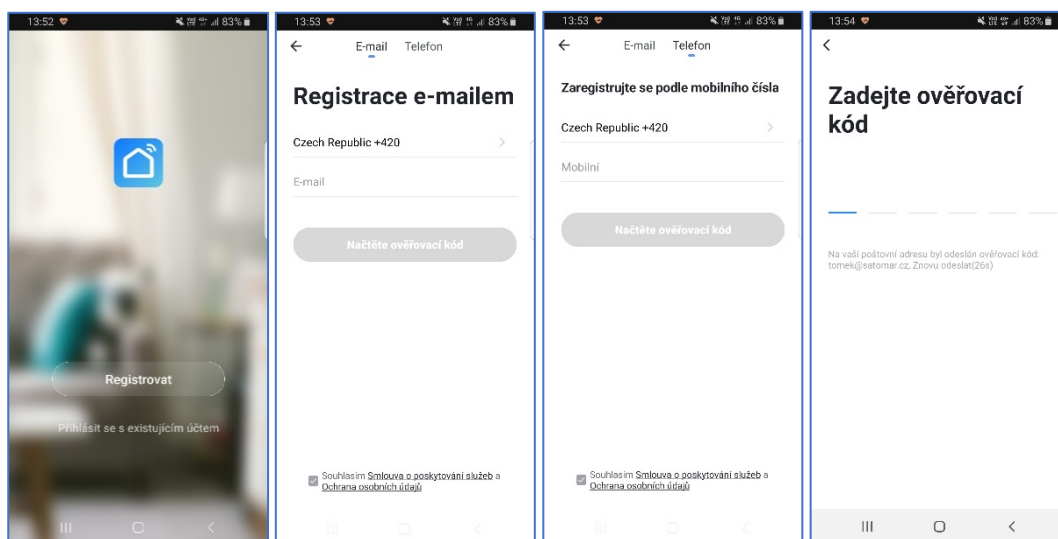 13:52
83%
Registrovat
Přihlásit se s existujícím účtem
13:53
83%
E-mail Telefon
Registrace e-mailem
Czech Republic +420
E-mail
Načtěte ověřovací kód
Souhlasím Smlouva o poskytování služeb a
Ochrana osobních údajů
13:53
83%
E-mail Telefon
Zaregistrujte se podle mobilního čísla
Czech Republic +420
Mobilní
Načtěte ověřovací kód
Souhlasím Smlouva o poskytování služeb a
Ochrana osobních údajů
13:54
83%
Zadejte ověřovací
kód
Na vaši poštovní adresu byl odeslán ověřovací kód:
tomek@satomar.cz, Znovu odeslat(26s)